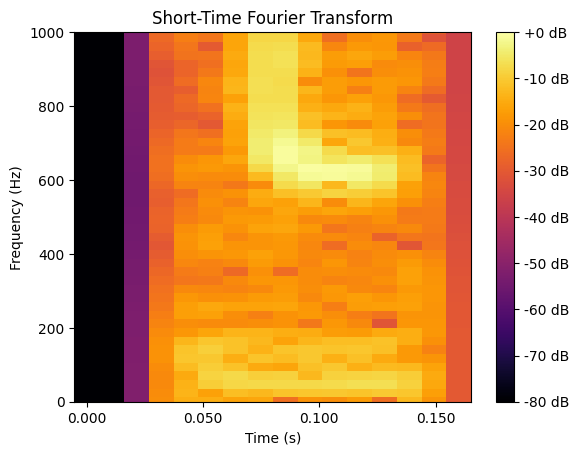 Short-Time Fourier Transform
Frequency (Hz)
1000
800
600
400
200
0
0.000
0.050
0.100
0.150
Time (s)
+0 dB
-10 dB
-20 dB
-30 dB
-40 dB
-50 dB
-60 dB
-70 dB
-80 dB